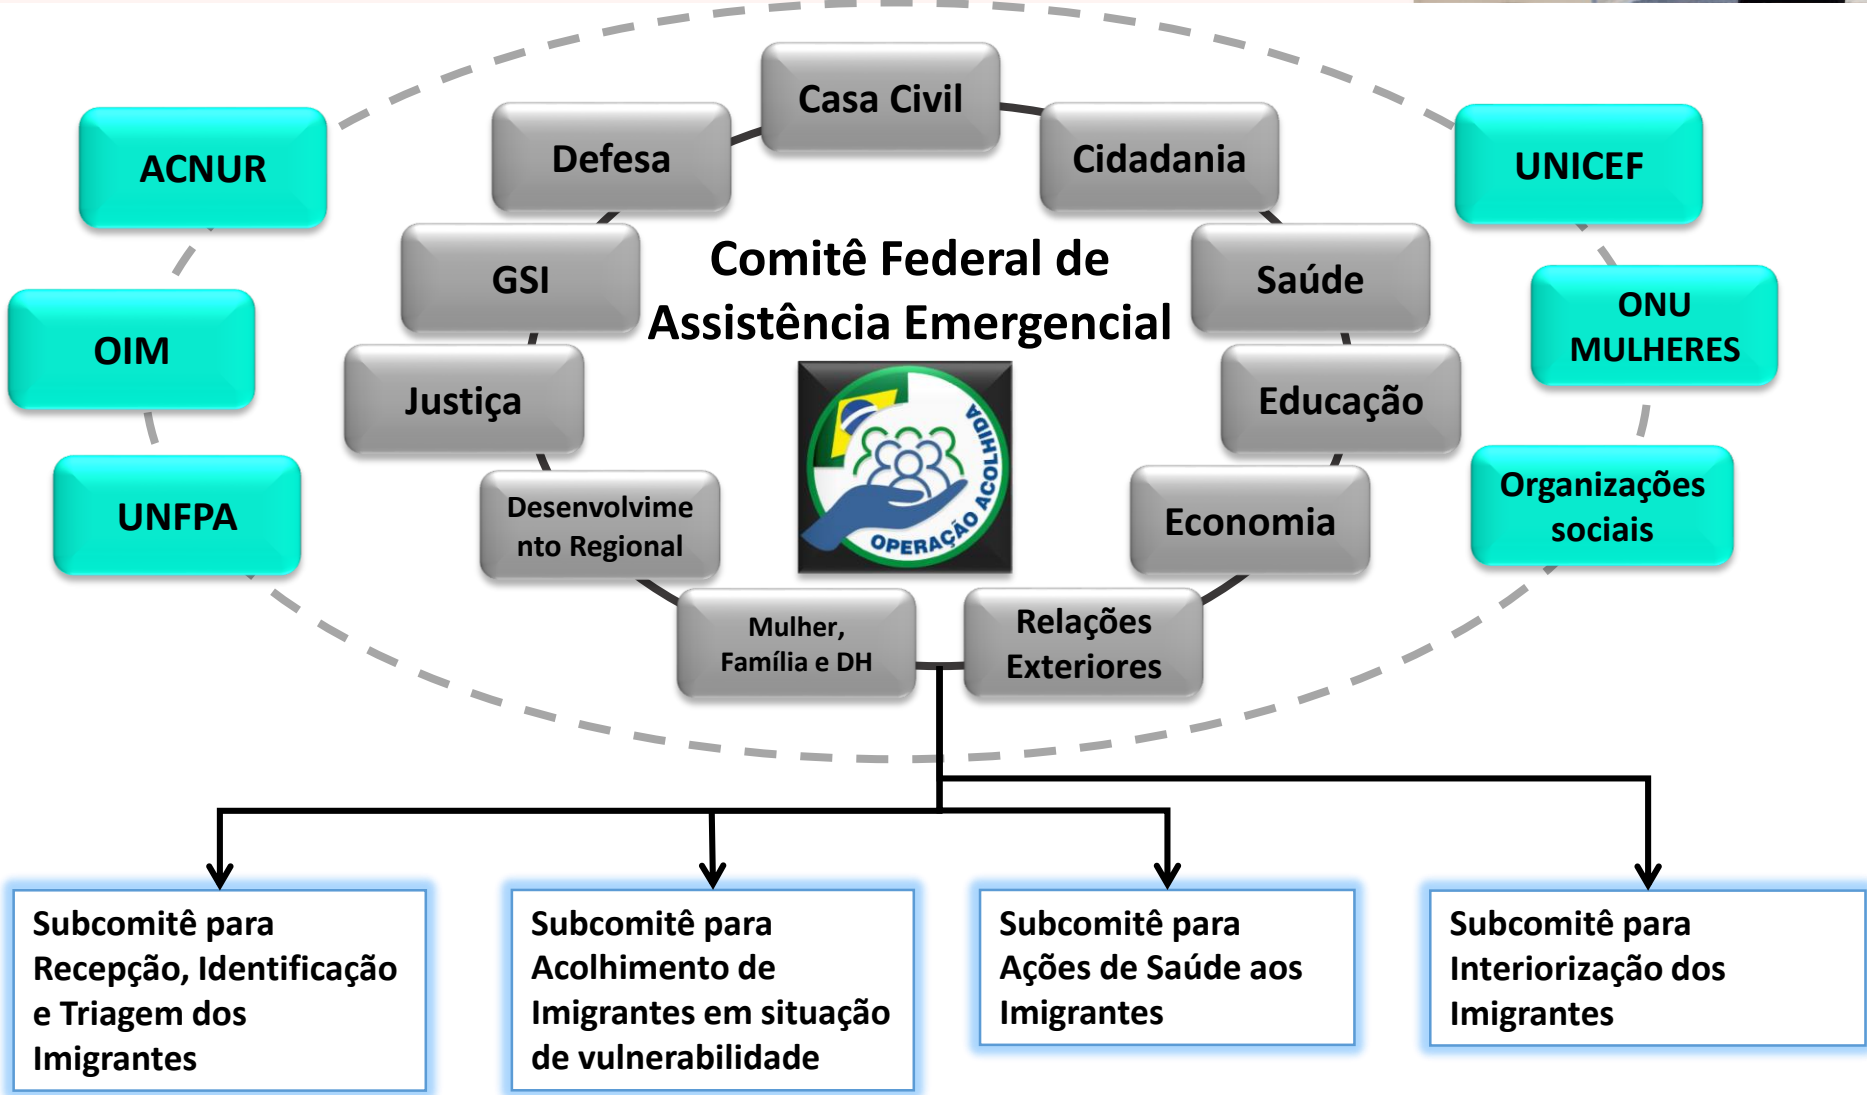 Casa Civil
Defesa
Cidadania
ACNUR
UNICEF
GSI
Comitê Federal de
Assistência Emergencial
Saúde
OIM
ONU
MULHERES
Justiça
OPERAÇÃO ACOLHIDA
Educação
UNFPA
Desenvolvime
nto Regional
Economia
Organizações
sociais
Mulher,
Família e DH
Relações
Exteriores
Subcomitê para
Recepção, Identificação
e Triagem dos
Imigrantes
Subcomitê para
Acolhimento de
Imigrantes em situação
de vulnerabilidade
Subcomitê para
Ações de Saúde aos
Imigrantes
Subcomitê para
Interiorização dos
Imigrantes